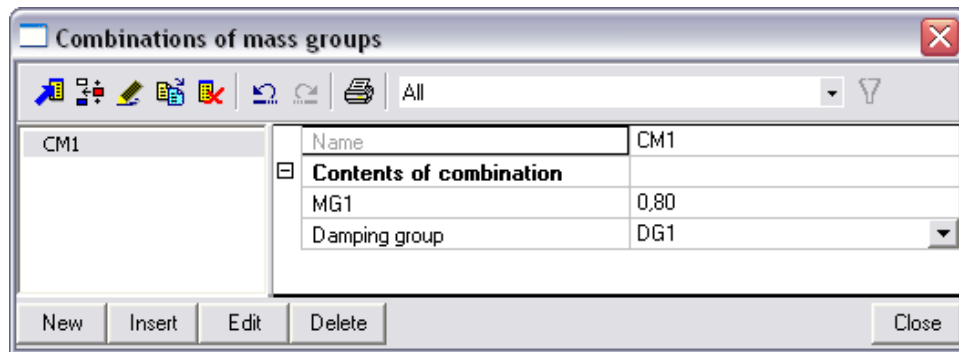 Combinations of mass groups
All
CM1
Name CM1
Contents of combination
MG1 0,80
Damping group DG1
New Insert Edit Delete Close